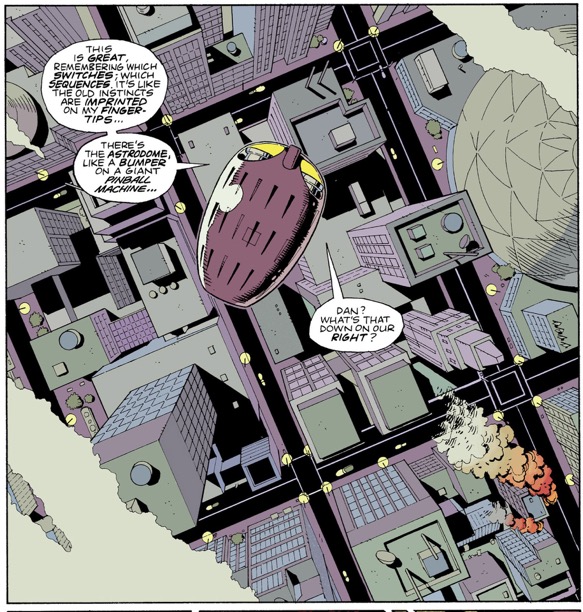 THIS
IS GREAT,
REMEMBERING WHICH
SWITCHES; WHICH
SEQUENCES, IT'S LIKE
THE OLD INSTINCTS
ARE IMPRINTED
ON MY FINGER-
TIPS...
THERE'S
THE ASTRODOME,
LIKE A BUMPER
ON A GIANT
PINBALL
MACHINE...
DAN?
WHAT'S THAT
DOWN ON OUR
RIGHT?